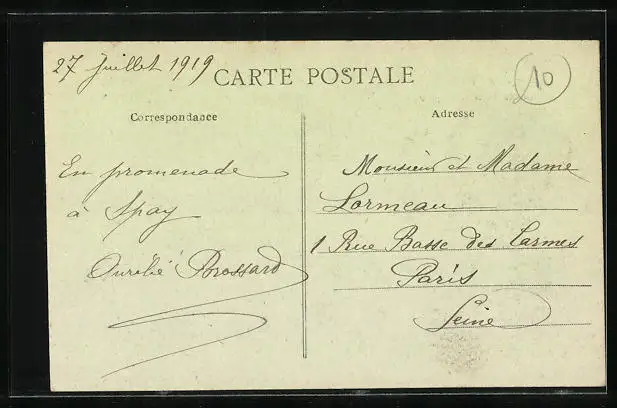 27 Juillet 1919
CARTE POSTALE
10
Correspondance
Adresse
En promenade
à Spay
Aurélie Brossard
Monsieur et Madame
Lormeau
1 Rue Basse des Carmes
Paris
Seine